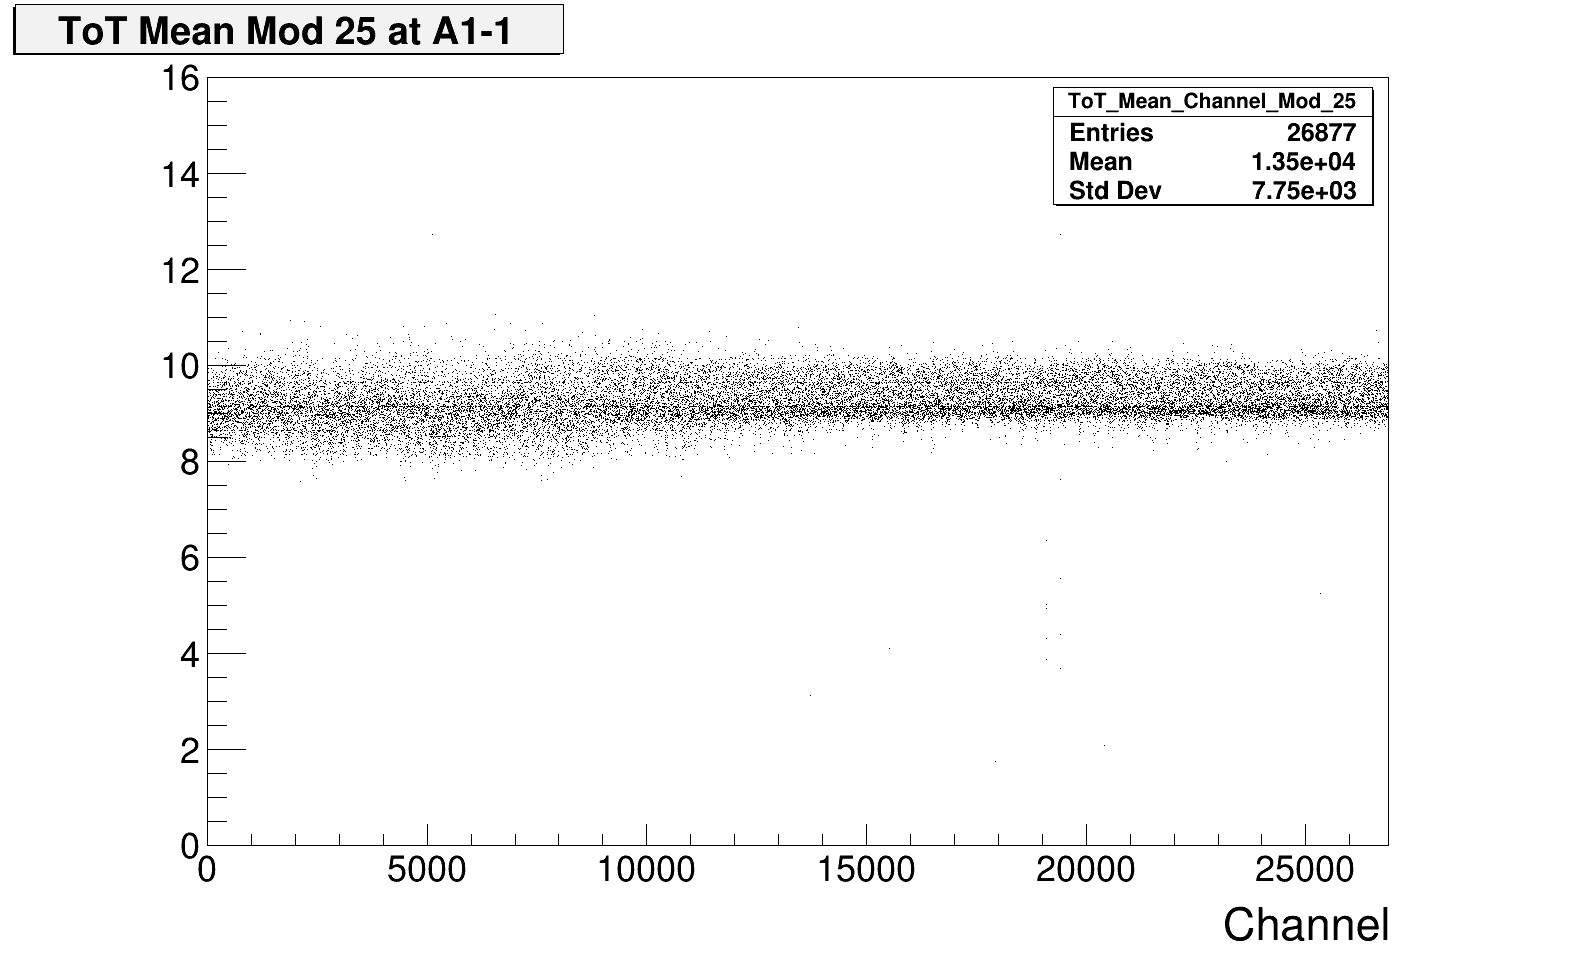 ToT Mean Mod 25 at A1-1
ToT_Mean_Channel_Mod_25
Entries 26877
Mean 1.35e+04
Std Dev 7.75e+03
16
14
12
10
8
6
4
2
0
0 5000 10000 15000 20000 25000
Channel